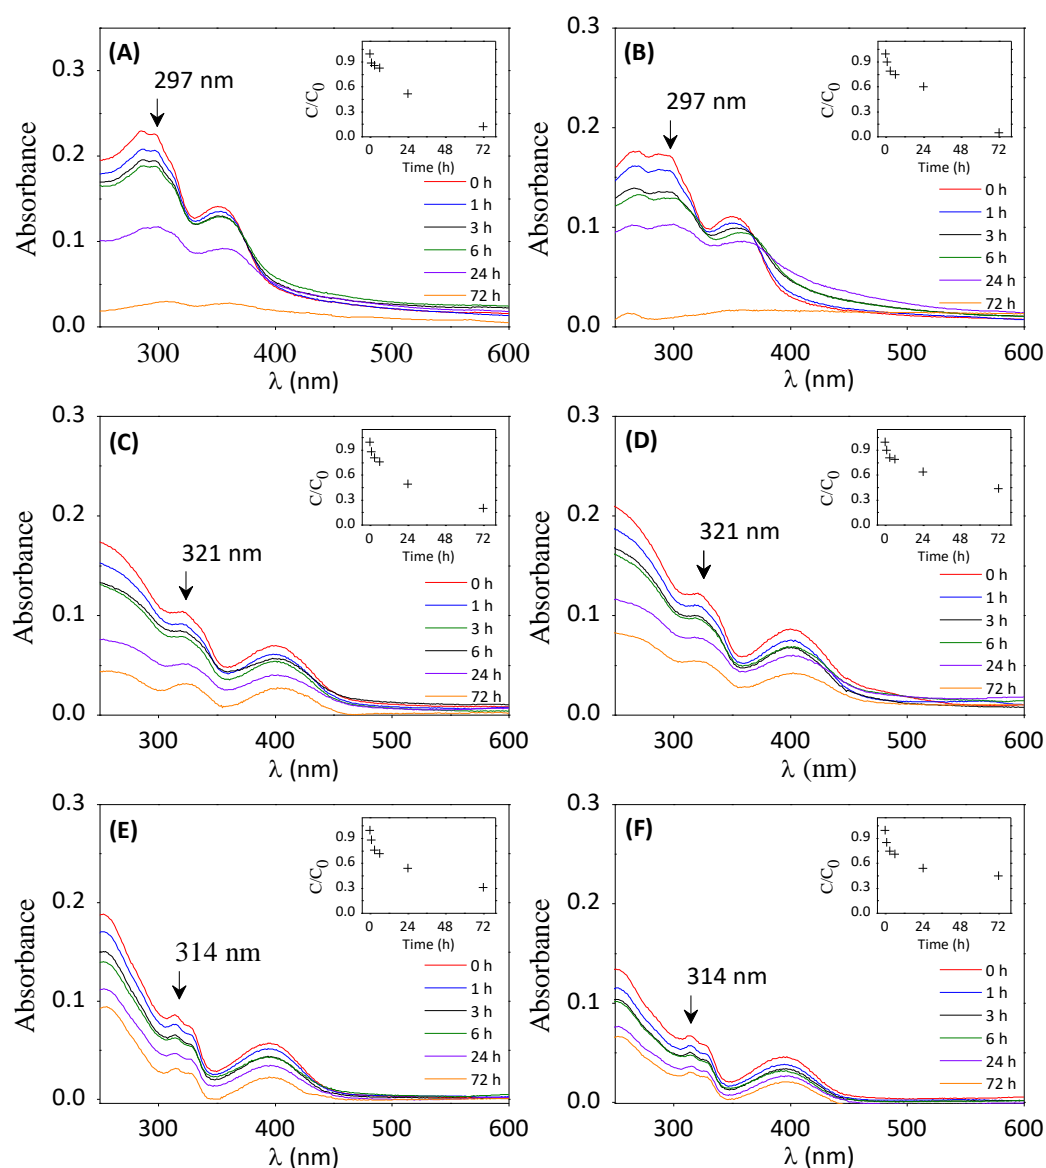 (A)
297 nm
0.3
0.2
0.1
0.0
Absorbance
300
400
500
600
λ (nm)
C/C0
0.9
0.6
0.3
0.0
0 24 48 72
Time (h)
0 h
1 h
3 h
6 h
24 h
72 h
(B)
297 nm
0.3
0.2
0.1
0.0
Absorbance
300
400
500
600
λ (nm)
C/C0
0.9
0.6
0.3
0.0
0 24 48 72
Time (h)
0 h
1 h
3 h
6 h
24 h
72 h
(C)
321 nm
0.3
0.2
0.1
0.0
Absorbance
300
400
500
600
λ (nm)
C/C0
0.9
0.6
0.3
0.0
0 24 48 72
Time (h)
0 h
1 h
3 h
6 h
24 h
72 h
(D)
321 nm
0.3
0.2
0.1
0.0
Absorbance
300
400
500
600
λ (nm)
C/C0
0.9
0.6
0.3
0.0
0 24 48 72
Time (h)
0 h
1 h
3 h
6 h
24 h
72 h
(E)
314 nm
0.3
0.2
0.1
0.0
Absorbance
300
400
500
600
λ (nm)
C/C0
0.9
0.6
0.3
0.0
0 24 48 72
Time (h)
0 h
1 h
3 h
6 h
24 h
72 h
(F)
314 nm
0.3
0.2
0.1
0.0
Absorbance
300
400
500
600
λ (nm)
C/C0
0.9
0.6
0.3
0.0
0 24 48 72
Time (h)
0 h
1 h
3 h
6 h
24 h
72 h